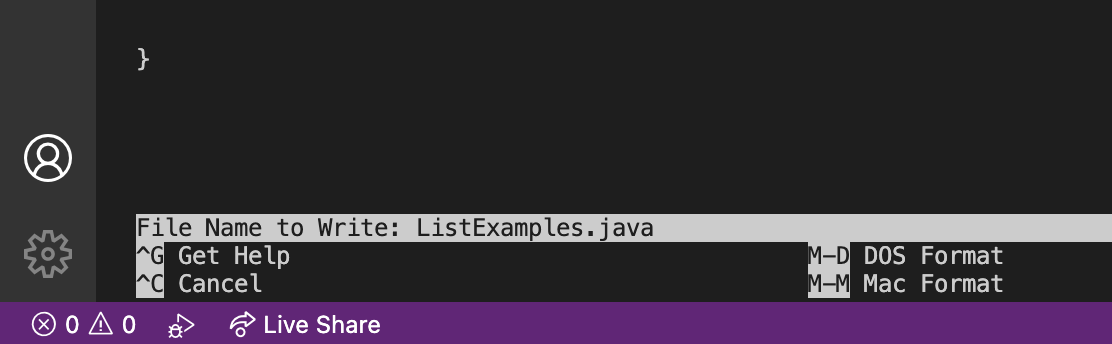 }
File Name to Write: ListExamples.java
^G Get Help M-D DOS Format
^C Cancel M-M Mac Format
0 0 Live Share